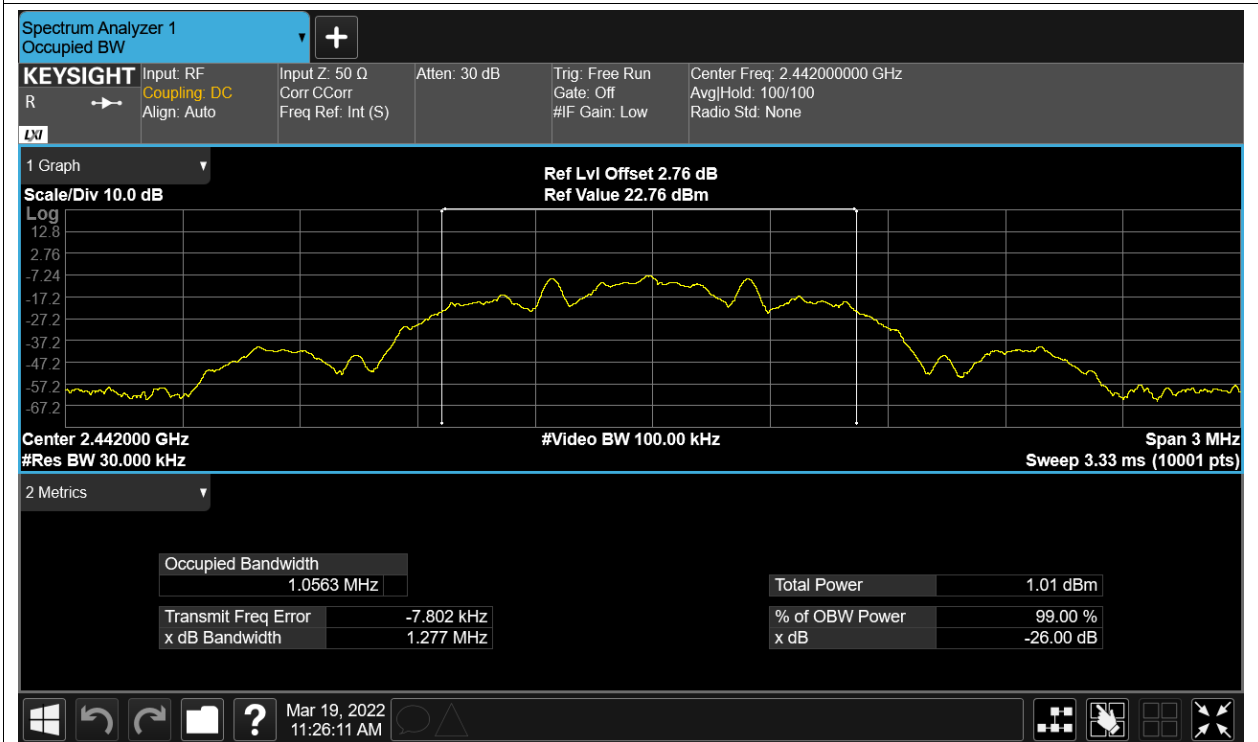 Spectrum Analyzer 1
Occupied BW
KEYSIGHT
R
LXI
Input: RF
Coupling: DC
Align: Auto
Input Z: 50 Ω
Corr CCorr
Freq Ref: Int (S)
Atten: 30 dB
Trig: Free Run
Gate: Off
#IF Gain: Low
Center Freq: 2.442000000 GHz
Avg|Hold: 100/100
Radio Std: None
1 Graph
Scale/Div 10.0 dB
Ref Lvl Offset 2.76 dB
Ref Value 22.76 dBm
Log
12.8
2.76
-7.24
-17.2
-27.2
-37.2
-47.2
-57.2
-67.2
Center 2.442000 GHz
#Res BW 30.000 kHz
#Video BW 100.00 kHz
Span 3 MHz
Sweep 3.33 ms (10001 pts)
2 Metrics
Occupied Bandwidth
1.0563 MHz
Transmit Freq Error -7.802 kHz
x dB Bandwidth 1.277 MHz
Total Power 1.01 dBm
% of OBW Power 99.00 %
x dB -26.00 dB
?
Mar 19, 2022
11:26:11 AM